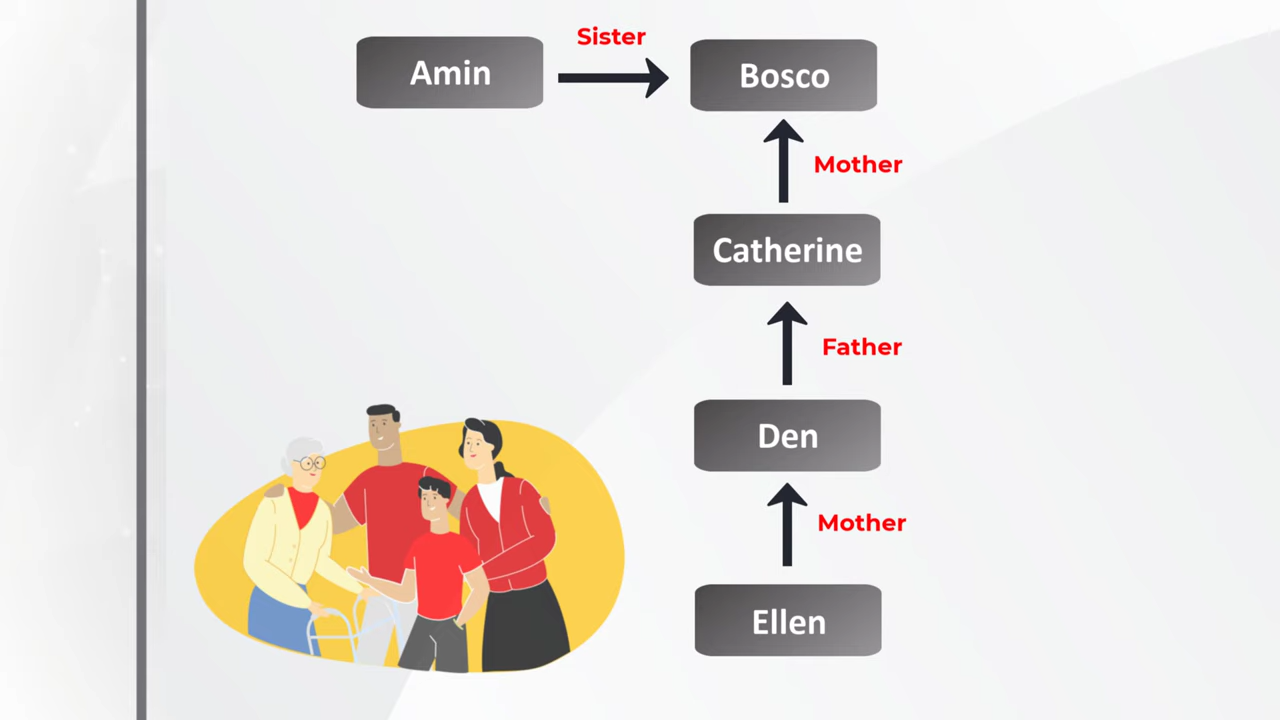 Sister
Amin
Bosco
Mother
Catherine
Father
Den
Mother
Ellen